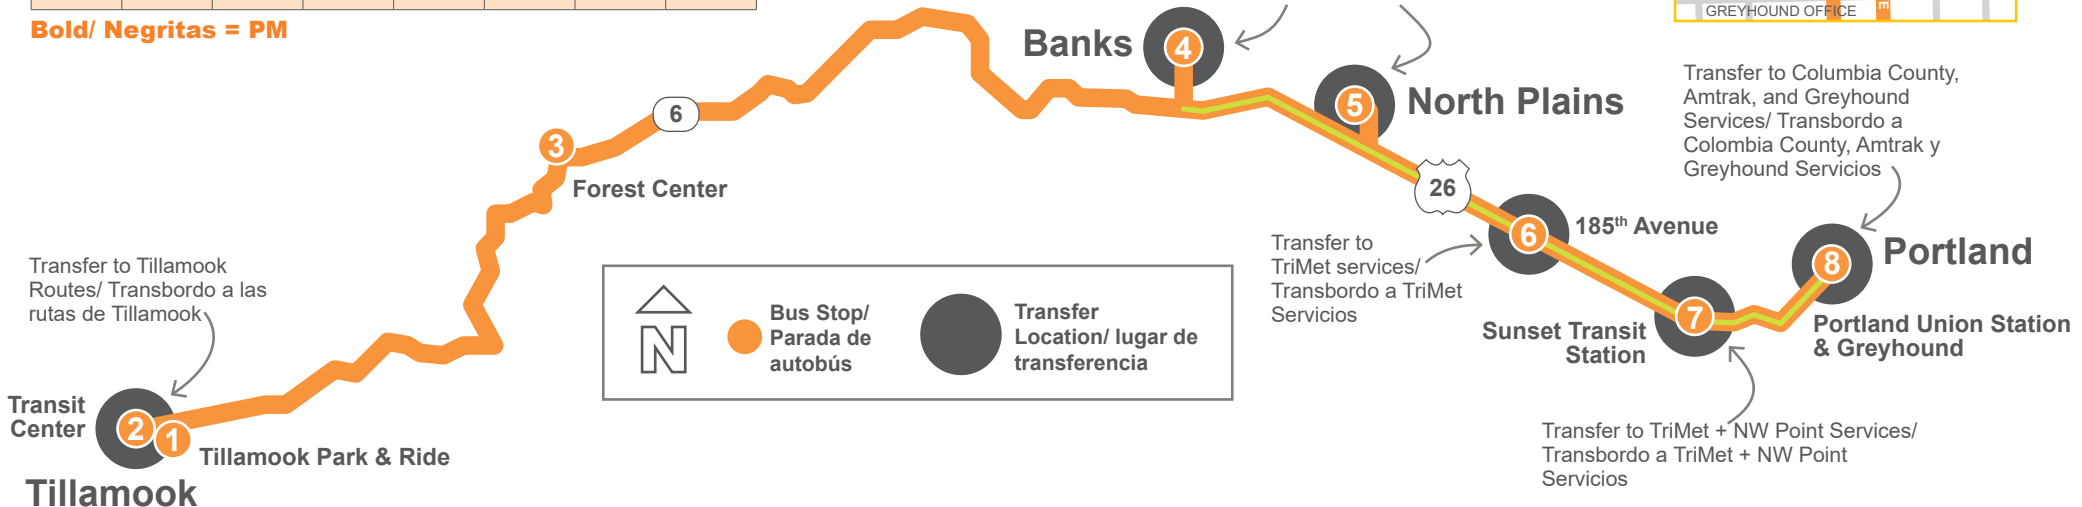 GREYHOUND OFFICE
E
Bold/ Negritas = PM
Banks
4
5
North Plains
Transfer to Columbia County,
Amtrak, and Greyhound
Services/ Transbordo a
Colombia County, Amtrak y
Greyhound Servicios
6
3
Forest Center
26
6
185th Avenue
Transfer to
TriMet services/
Transbordo a TriMet
Servicios
8
Portland
Portland Union Station
& Greyhound
7
Sunset Transit
Station
Transfer to TriMet + NW Point Services/
Transbordo a TriMet + NW Point
Servicios
Transfer to Tillamook
Routes/ Transbordo a las
rutas de Tillamook
N
Bus Stop/
Parada de
autobús
Transfer
Location/ lugar de
transferencia
Transit
Center
2
1
Tillamook Park & Ride
Tillamook